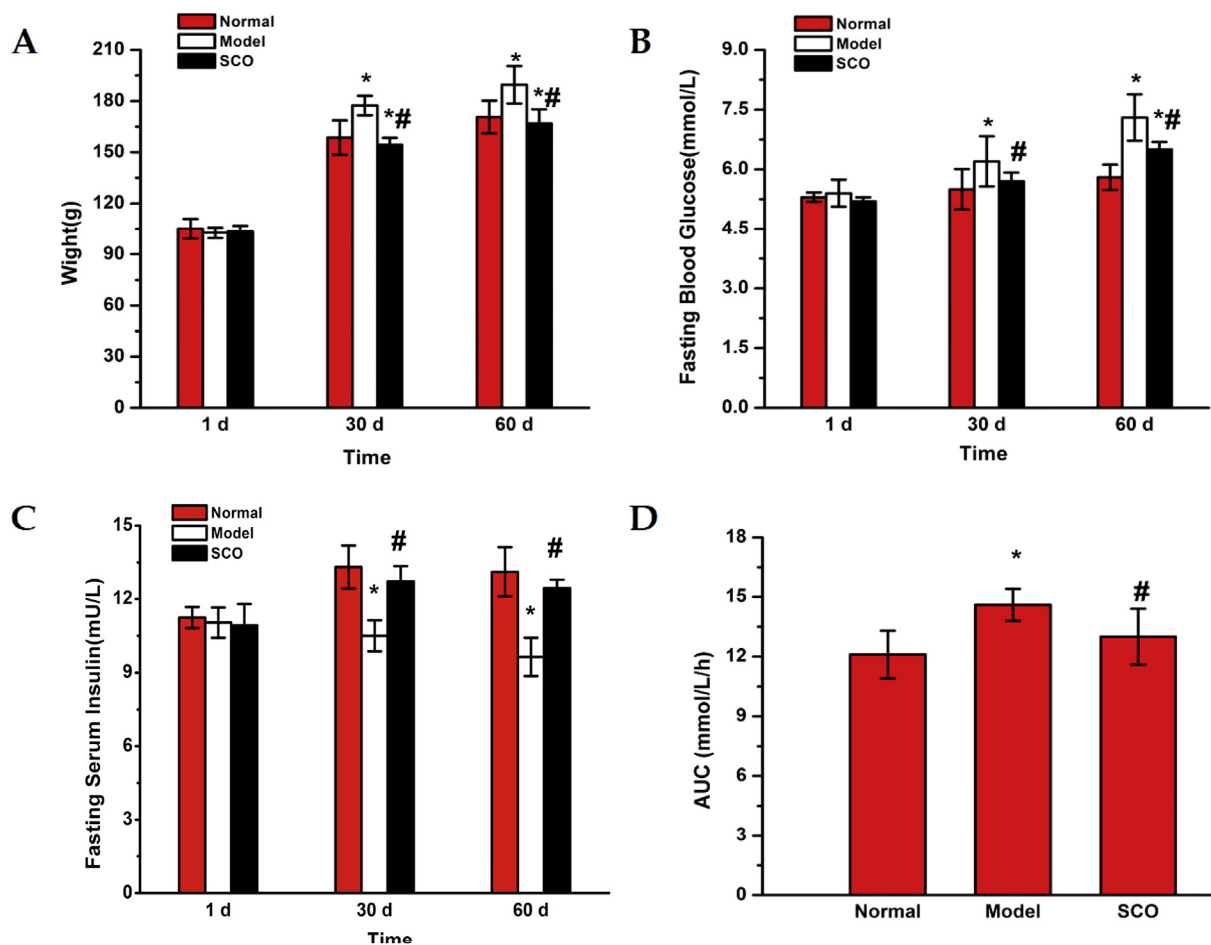 A
Normal
Model
SCO
210
180
150
120
90
60
30
0
Wight(g)
*
*#
*
*#
1 d
30 d
60 d
Time
B
Normal
Model
SCO
9.0
7.5
6.0
4.5
3.0
1.5
0.0
Fasting Blood Glucose(mmol/L)
*
#
*
*#
1 d
30 d
60 d
Time
C
Normal
Model
SCO
15
12
9
6
3
0
Fasting Serum Insulin(mU/L)
*
#
*
#
1 d
30 d
60 d
Time
D
18
15
12
9
6
3
0
AUC (mmol/L/h)
*
#
Normal
Model
SCO